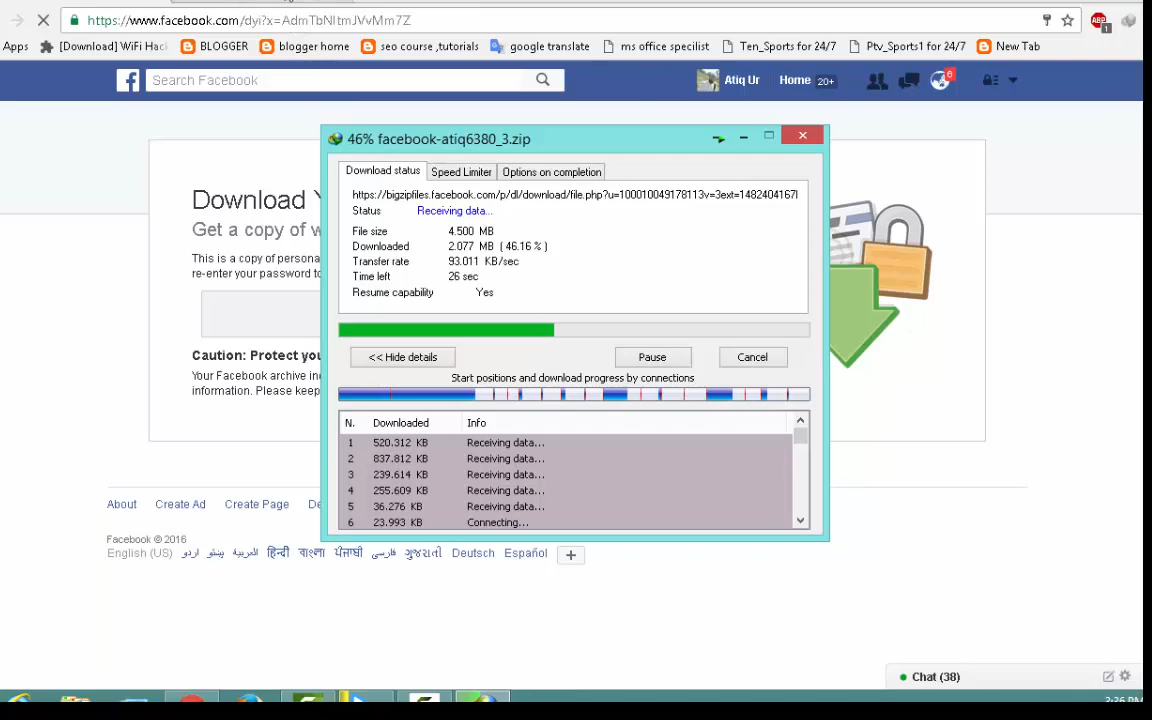 https://www.facebook.com/dyi?x=AdmTbNltmJVvMm7Z
ABP 1
Apps [Download] WiFi Hac BLOGGER blogger home seo course ,tutorials google translate ms office specilist Ten_Sports for 24/7 Ptv_Sports1 for 24/7 New Tab
Search Facebook Atiq Ur Home 20+ 6
46% facebook-atiq6380_3.zip
Download status Speed Limiter Options on completion
https://bigzipfiles.facebook.com/p/dl/download/file.php?u=100010049178113v=3ext=1482404167l
Status Receiving data...
File size 4.500 MB
Downloaded 2.077 MB ( 46.16 % )
Transfer rate 93.011 KB/sec
Time left 26 sec
Resume capability Yes
<< Hide details Pause Cancel
Start positions and download progress by connections
N. Downloaded Info
1 520.312 KB Receiving data...
2 837.812 KB Receiving data...
3 239.614 KB Receiving data...
4 255.609 KB Receiving data...
5 36.276 KB Receiving data...
6 23.993 KB Connecting...
Download Y
Get a copy of w
This is a copy of persona
re-enter your password to
Caution: Protect you
Your Facebook archive in
information. Please keep
About Create Ad Create Page De
Facebook © 2016
English (US) اردو پښتو العربية हिन्दी বাংলা ਪੰਜਾਬੀ فارسی ગુજરાતી Deutsch Español +
Chat (38)
2:26 PM